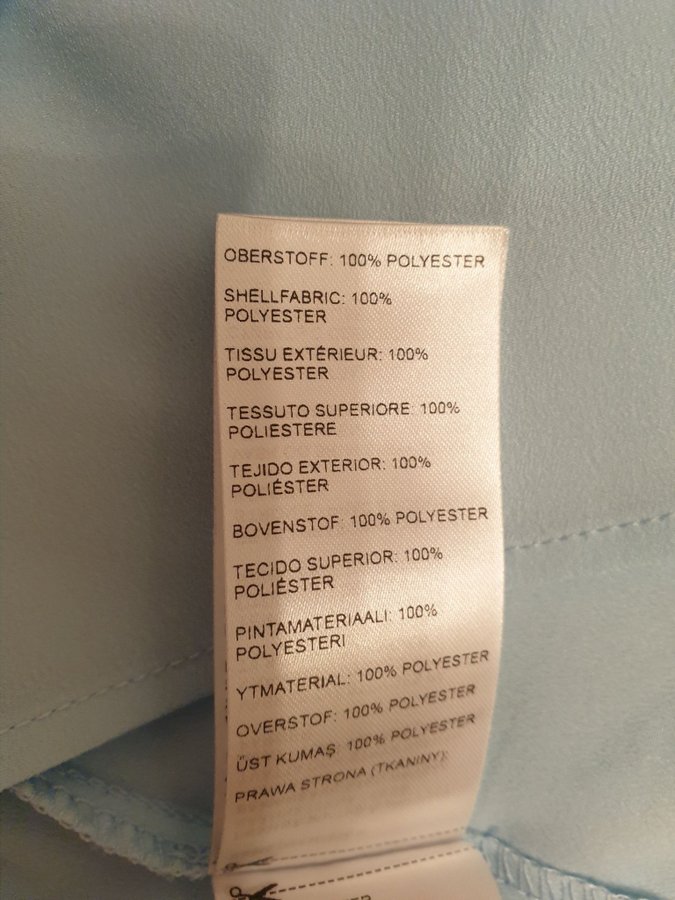 OBERSTOFF: 100% POLYESTER
SHELLFABRIC: 100%
POLYESTER
TISSU EXTÉRIEUR: 100%
POLYESTER
TESSUTO SUPERIORE: 100%
POLIESTERE
TEJIDO EXTERIOR: 100%
POLIÉSTER
BOVENSTOF: 100% POLYESTER
TECIDO SUPERIOR: 100%
POLIÉSTER
PINTAMATERIAALI: 100%
POLYESTERI
YTMATERIAL: 100% POLYESTER
OVERSTOF: 100% POLYESTER
ÜST KUMAŞ: 100% POLYESTER
PRAWA STRONA (TKANINY):